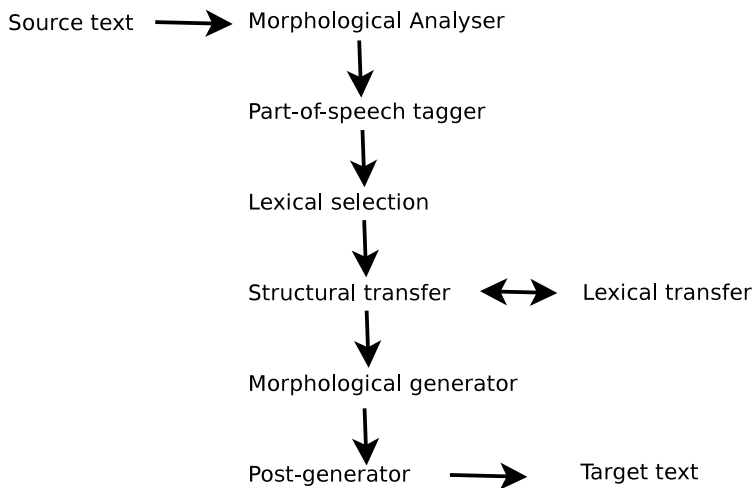 Source text
Morphological Analyser
Part-of-speech tagger
Lexical selection
Structural transfer
Lexical transfer
Morphological generator
Post-generator
Target text